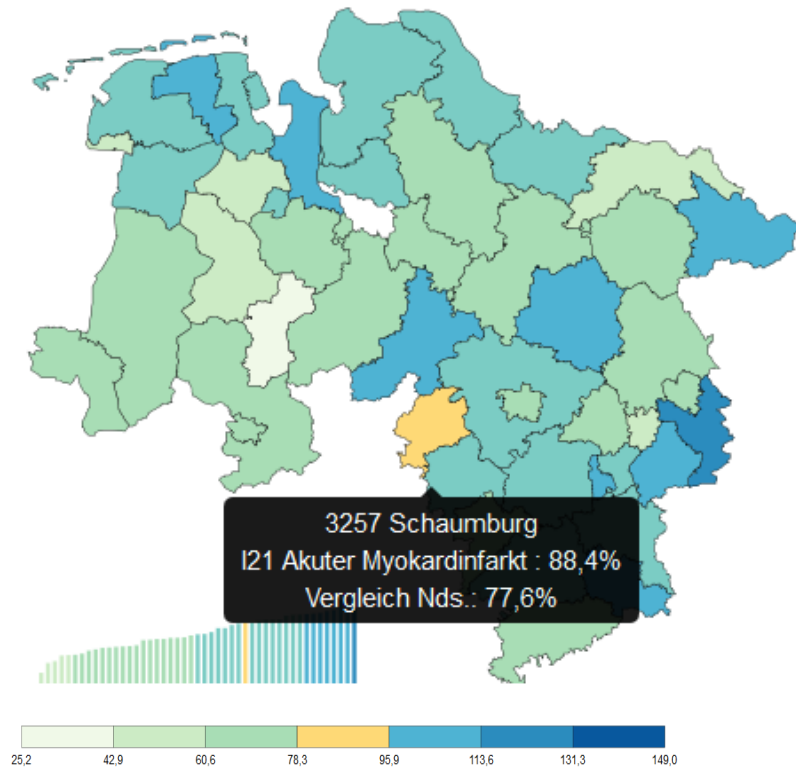 3257 Schaumburg
I21 Akuter Myokardinfarkt : 88,4%
Vergleich Nds.: 77,6%
25,2 42,9 60,6 78,3 95,9 113,6 131,3 149,0